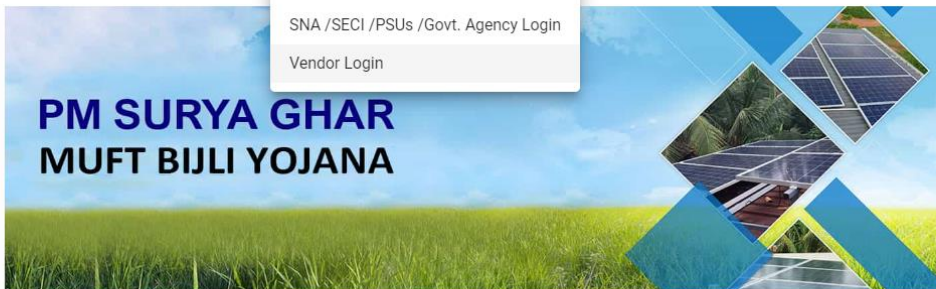 SNA /SECI /PSUs /Govt. Agency Login
Vendor Login
PM SURYA GHAR
MUFT BIJLI YOJANA